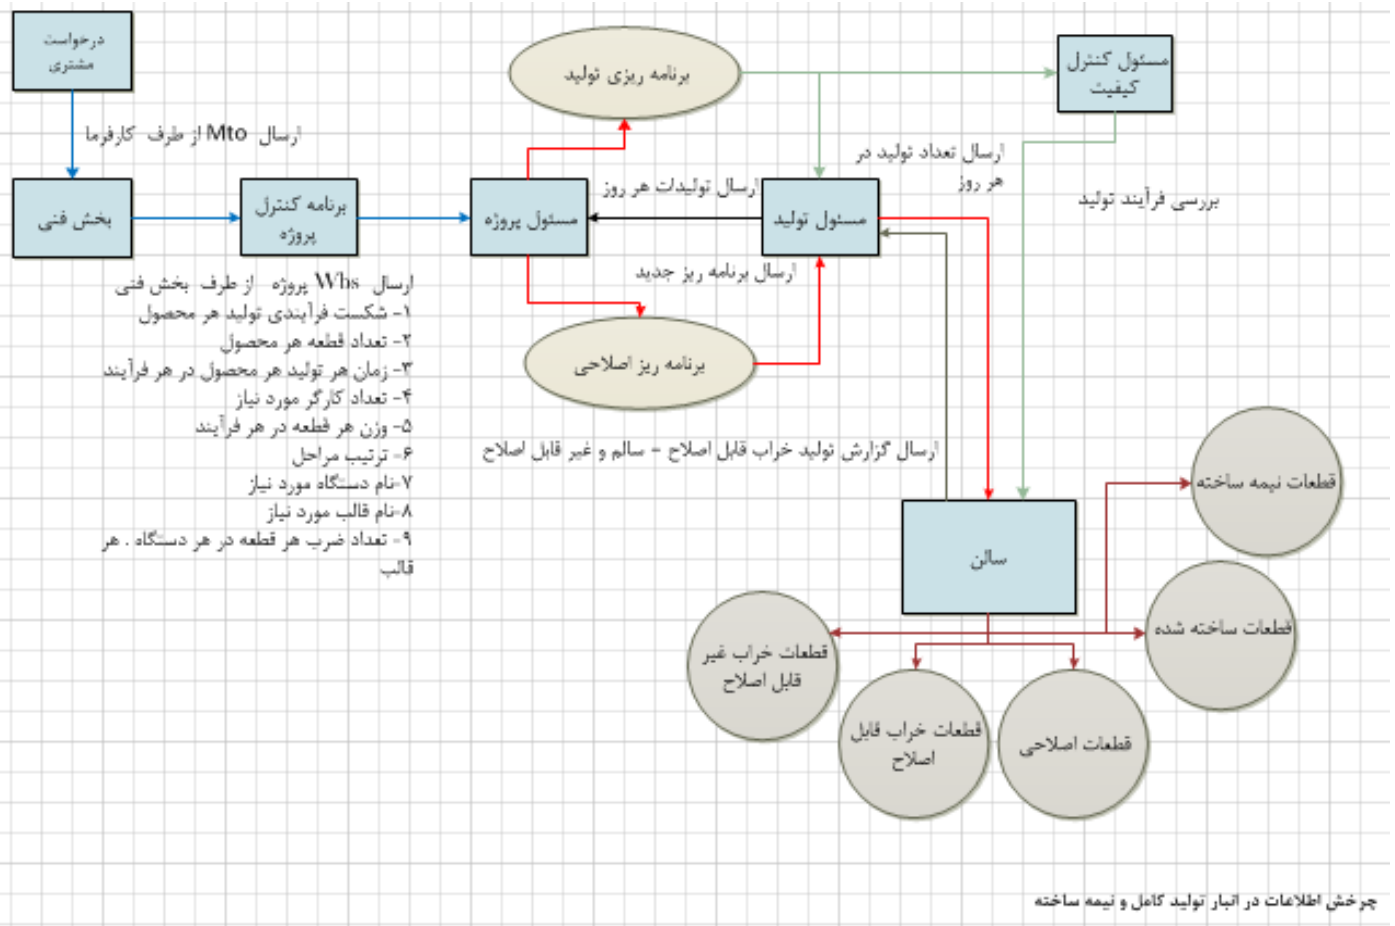 درخواست
مشتری
ارسال Mto از طرف کارفرما
بخش فنی
برنامه کنترل
پروژه
مسئول پروژه
برنامه ریزی تولید
مسئول کنترل
کیفیت
ارسال تعداد تولید در
هر روز
ارسال تولیدات هر روز
مسئول تولید
بررسی فرآیند تولید
ارسال برنامه ریز جدید
برنامه ریز اصلاحی
ارسال Wbs پروژه از طرف بخش فنی
۱- شکست فرآیندی تولید هر محصول
۲- تعداد قطعه هر محصول
۳- زمان هر تولید هر محصول در هر فرآیند
۴- تعداد کارگر مورد نیاز
۵- وزن هر قطعه در هر فرآیند
۶- ترتیب مراحل
۷-نام دستگاه مورد نیاز
۸-نام قالب مورد نیاز
۹- تعداد ضرب هر قطعه در هر دستگاه . هر
قالب
ارسال گزارش تولید خراب قابل اصلاح - سالم و غیر قابل اصلاح
سالن
قطعات نیمه ساخته
قطعات ساخته شده
قطعات خراب غیر
قابل اصلاح
قطعات خراب قابل
اصلاح
قطعات اصلاحی
چرخش اطلاعات در انبار تولید کامل و نیمه ساخته